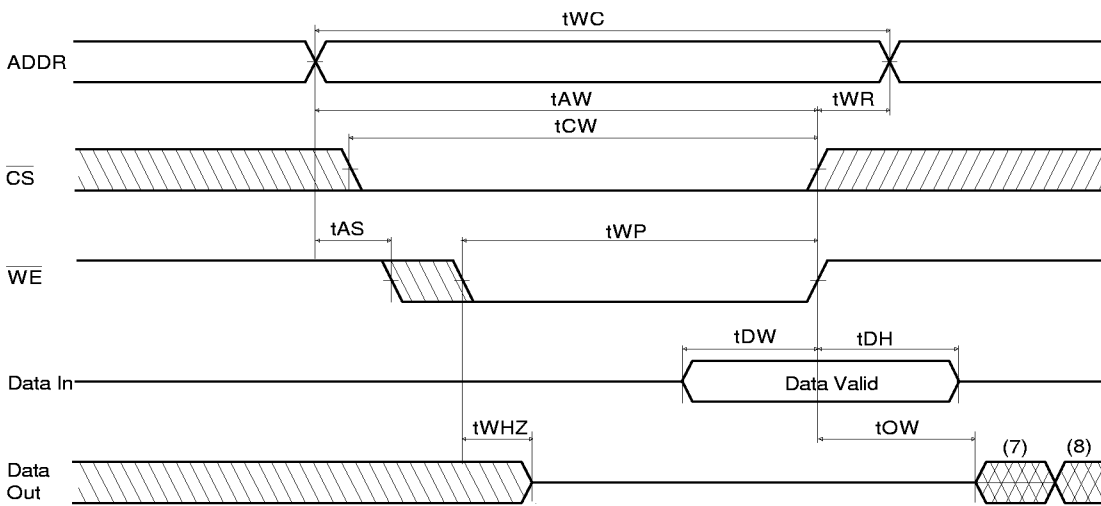 tWC
ADDR
tAW
tWR
tCW
CS
tAS
tWP
WE
tDW
tDH
Data In
Data Valid
tWHZ
tOW
(7)
(8)
Data
Out